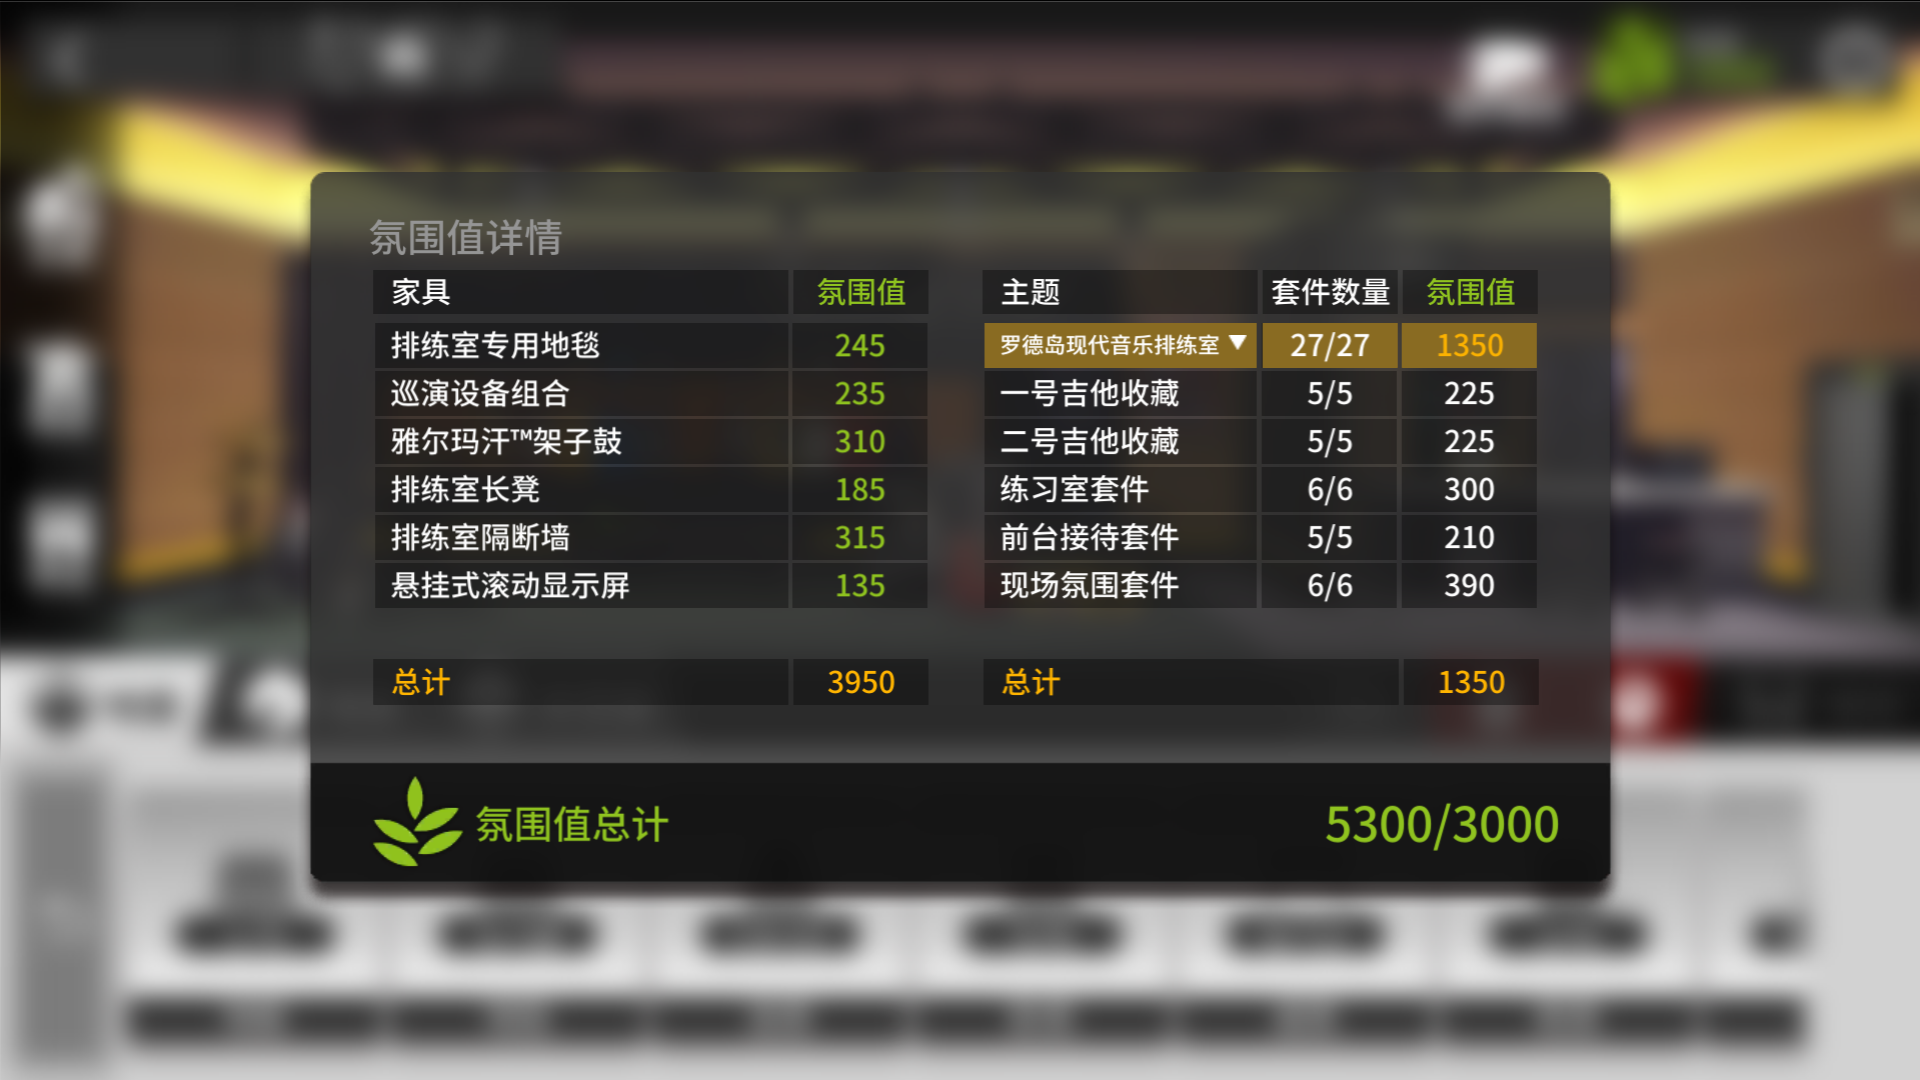 氛围值详情
家具 氛围值
排练室专用地毯 245
巡演设备组合 235
雅尔玛汗™架子鼓 310
排练室长凳 185
排练室隔断墙 315
悬挂式滚动显示屏 135
总计 3950
主题 套件数量 氛围值
罗德岛现代音乐排练室 ▼ 27/27 1350
一号吉他收藏 5/5 225
二号吉他收藏 5/5 225
练习室套件 6/6 300
前台接待套件 5/5 210
现场氛围套件 6/6 390
总计 1350
氛围值总计 5300/3000